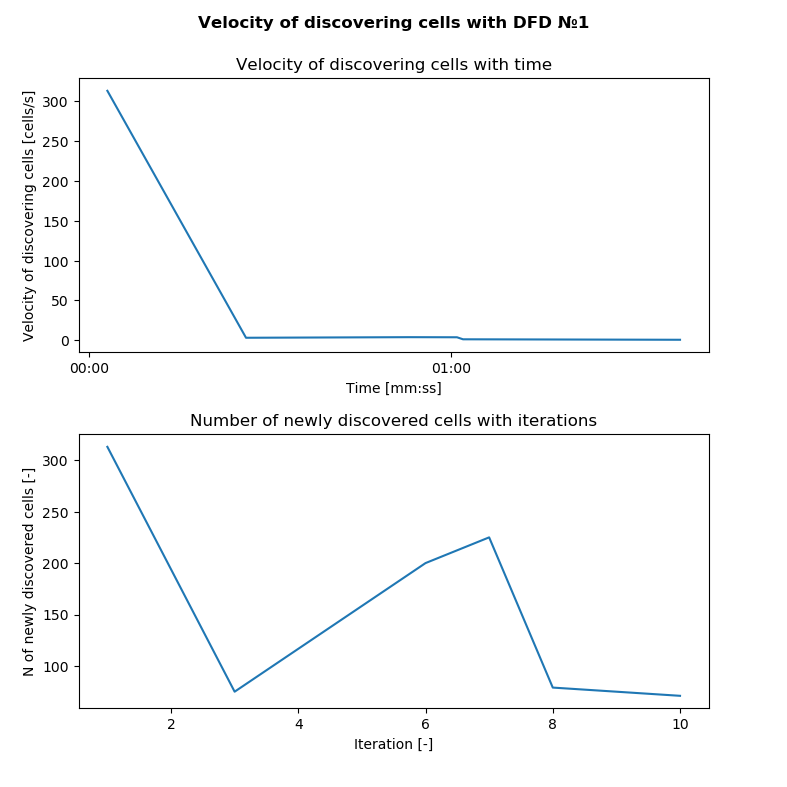 Velocity of discovering cells with DFD №1
Velocity of discovering cells with time
Velocity of discovering cells [cells/s]
300
250
200
150
100
50
0
00:00 01:00
Time [mm:ss]
Number of newly discovered cells with iterations
N of newly discovered cells [-]
300
250
200
150
100
2 4 6 8 10
Iteration [-]